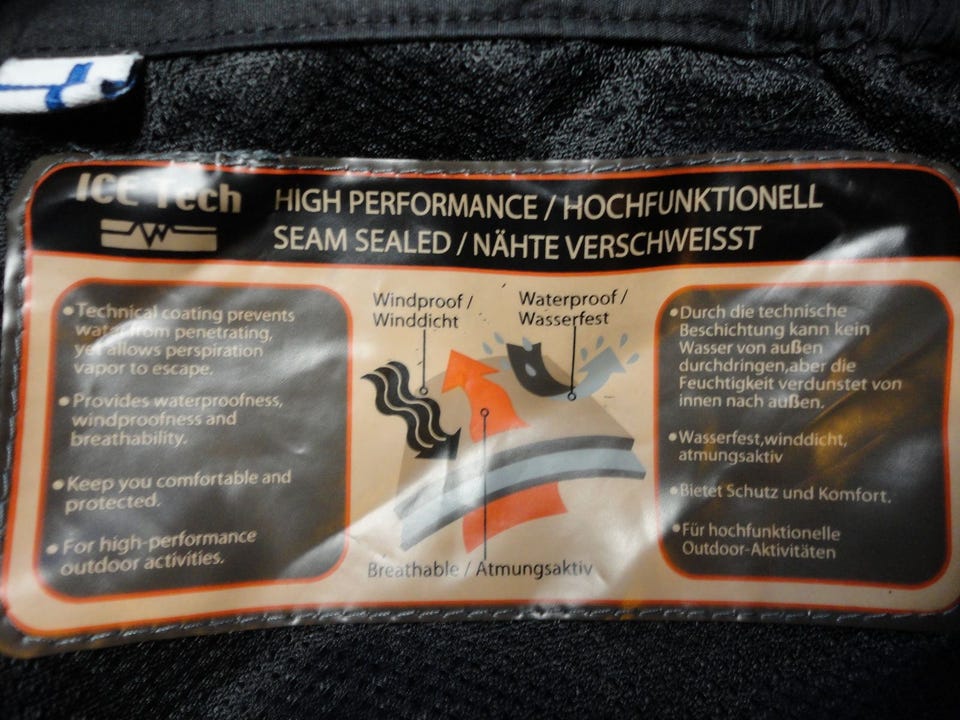 ICE Tech
HIGH PERFORMANCE / HOCHFUNKTIONELL
SEAM SEALED / NÄHTE VERSCHWEISST
•Technical coating prevents
water from penetrating,
yet allows perspiration
vapor to escape.
•Provides waterproofness,
windproofness and
breathability.
•Keep you comfortable and
protected.
•For high-performance
outdoor activities.
Windproof /
Winddicht
Waterproof /
Wasserfest
Breathable / Atmungsaktiv
•Durch die technische
Beschichtung kann kein
Wasser von außen
durchdringen,aber die
Feuchtigkeit verdunstet von
innen nach außen.
•Wasserfest,winddicht,
atmungsaktiv
•Bietet Schutz und Komfort.
•Für hochfunktionelle
Outdoor-Aktivitäten